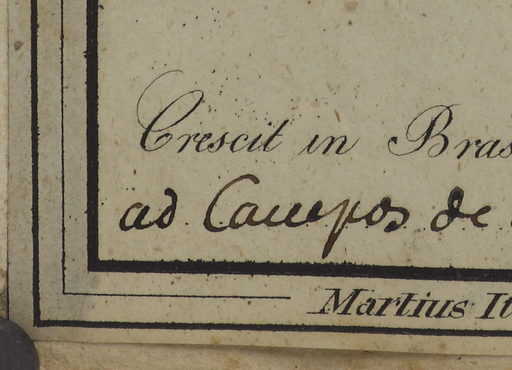 Crescit in Bras
ad Campos de
Martius It